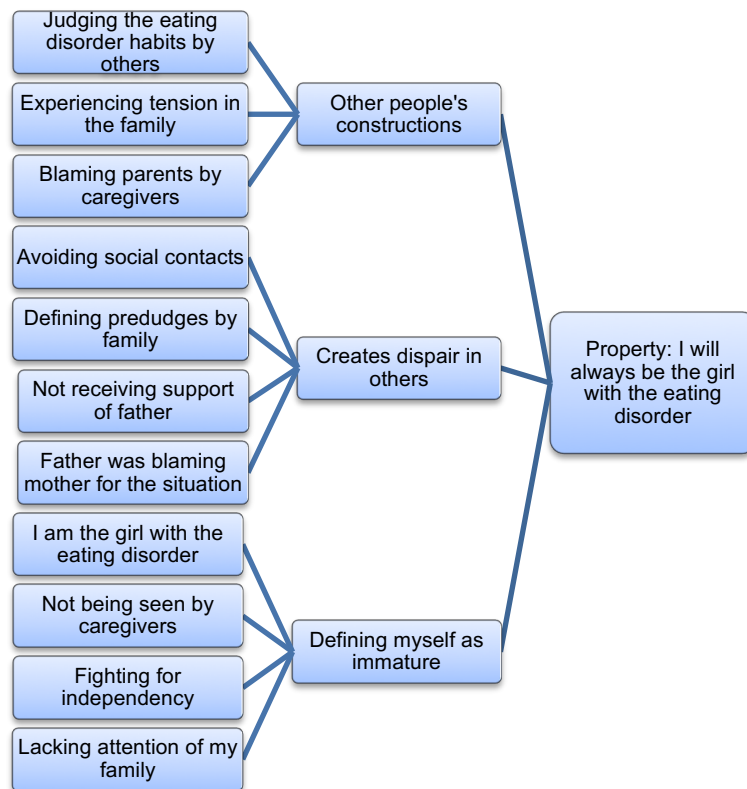 Judging the eating
disorder habits by
others
Experiencing tension in
the family
Blaming parents by
caregivers
Other people's
constructions
Avoiding social contacts
Defining predudges by
family
Not receiving support
of father
Father was blaming
mother for the situation
Creates dispair in
others
I am the girl with the
eating disorder
Not being seen by
caregivers
Fighting for
independency
Lacking attention of my
family
Defining myself as
immature
Property: I will
always be the girl
with the eating
disorder